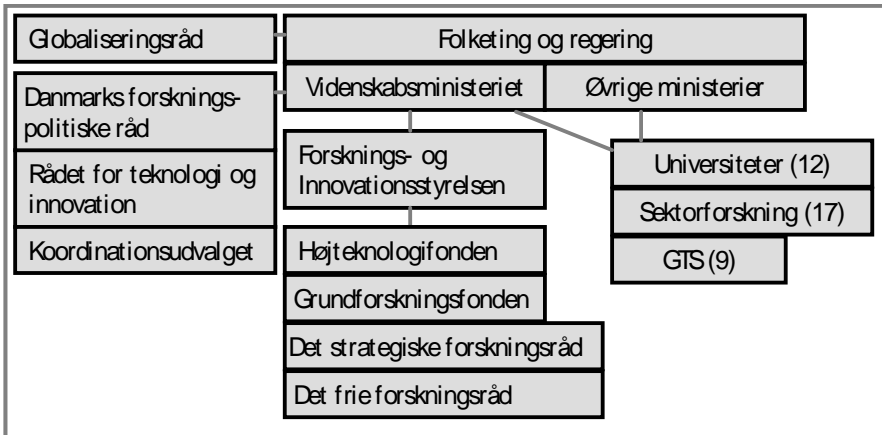 Globaliseringsråd
Folketing og regering
Danmarks forsknings-
politiske råd
Videnskabsministeriet
Øvrige ministerier
Rådet for teknologi og
innovation
Forsknings- og
Innovationsstyrelsen
Universiteter (12)
Sektorforskning (17)
Koordinationsudvalget
Højteknologifonden
GTS (9)
Grundforskningsfonden
Det strategiske forskningsråd
Det frie forskningsråd